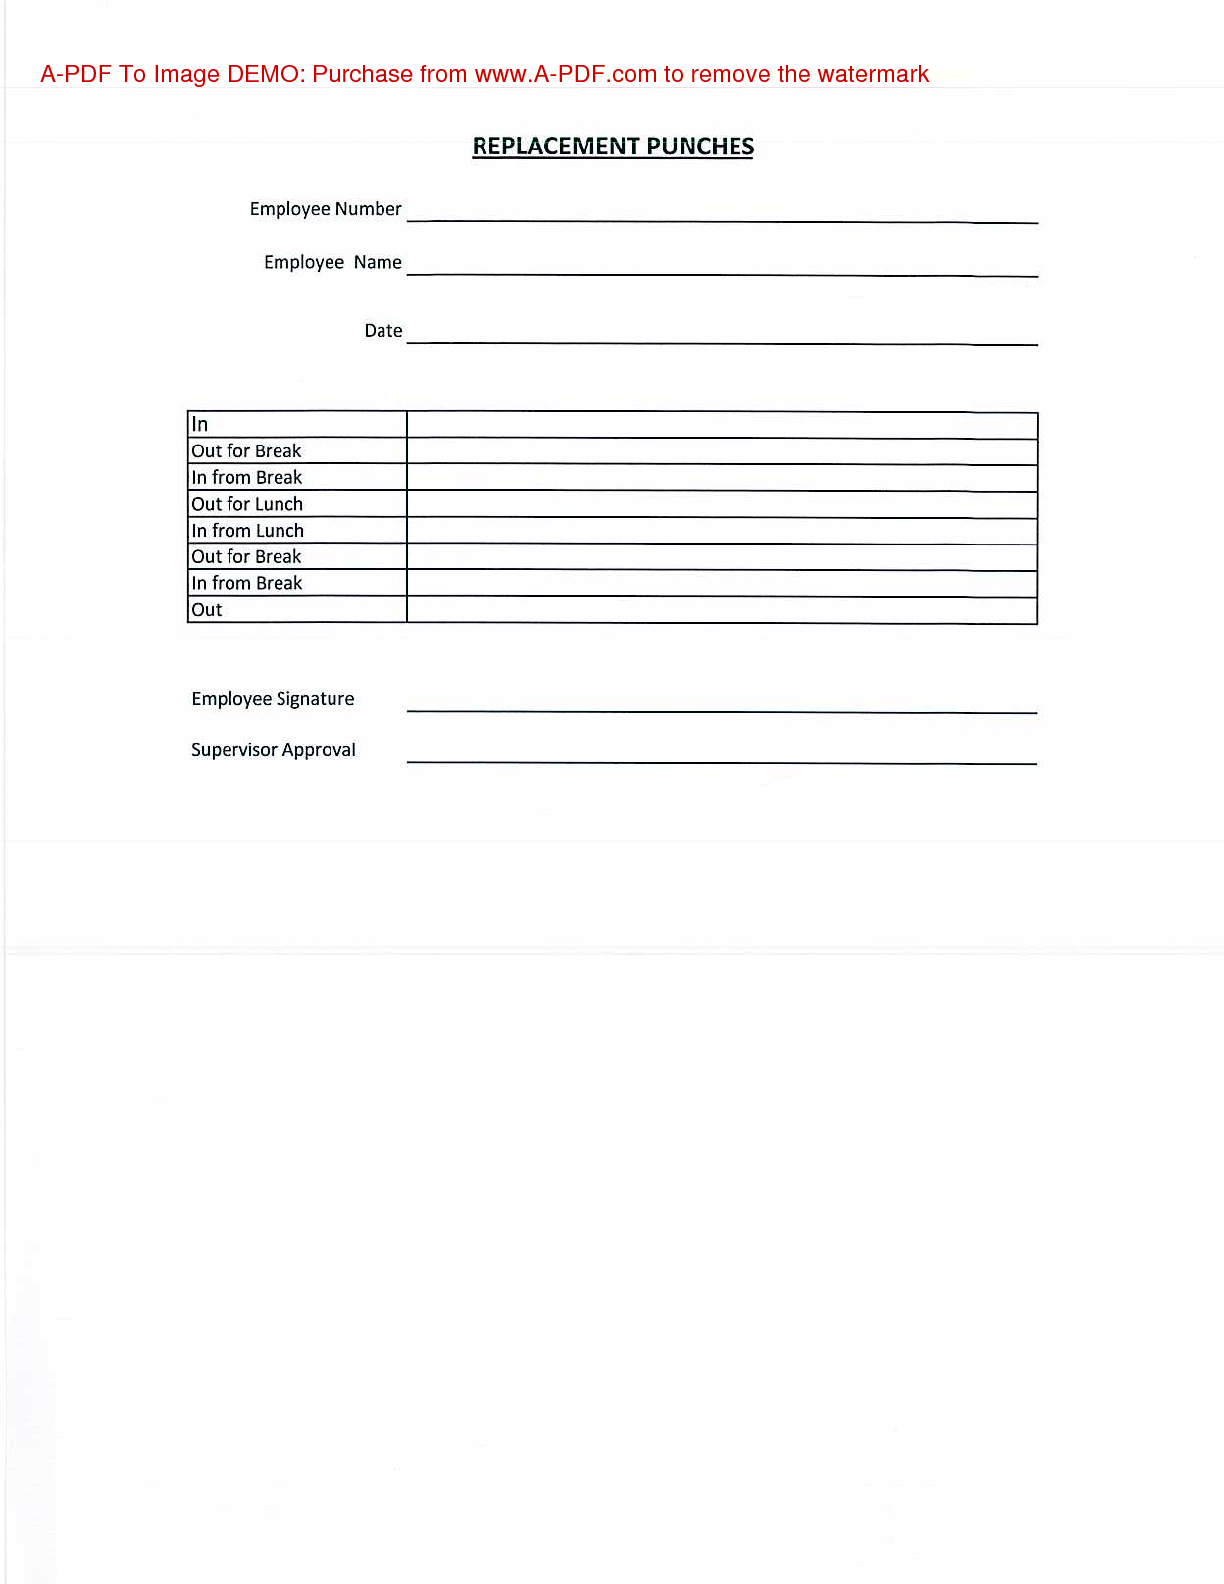 A-PDF To Image DEMO: Purchase from www.A-PDF.com to remove the watermark
REPLACEMENT PUNCHES
Employee Number
Employee Name
Date
In
Out for Break
In from Break
Out for Lunch
In from Lunch
Out for Break
In from Break
Out
Employee Signature
Supervisor Approval